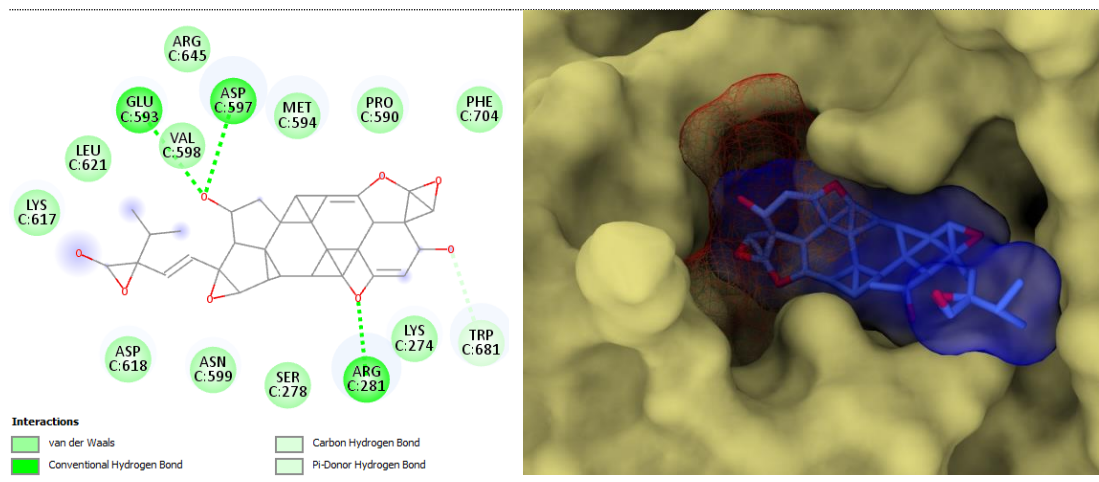 ARG
C:645
GLU
C:593
ASP
C:597
MET
C:594
PRO
C:590
PHE
C:704
VAL
C:598
LEU
C:621
LYS
C:617
O
O
O
O
O
O
O
O
ASP
C:618
ASN
C:599
SER
C:278
ARG
C:281
LYS
C:274
TRP
C:681
Interactions
van der Waals
Conventional Hydrogen Bond
Carbon Hydrogen Bond
Pi-Donor Hydrogen Bond